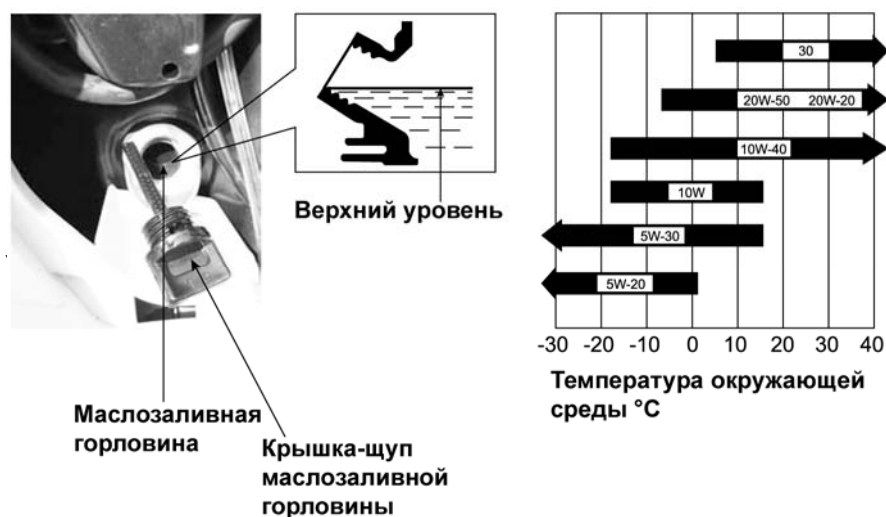 Верхний уровень
Маслозаливная
горловина
Крышка-щуп
маслозаливной
горловины
30
20W-50 20W-20
10W-40
10W
5W-30
5W-20
-30 -20 -10 0 10 20 30 40
Температура окружающей
среды °C